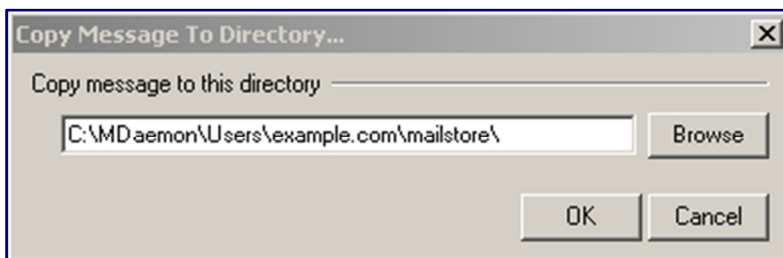 Copy Message To Directory...
Copy message to this directory
C:\MDaemon\Users\example.com\mailstore\
Browse
OK
Cancel